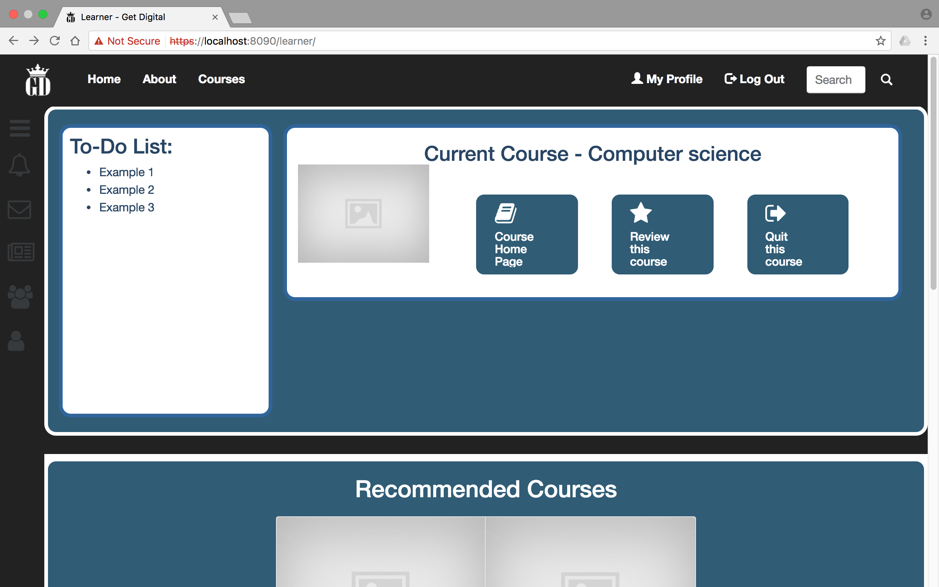 Learner - Get Digital
Not Secure https://localhost:8090/learner/
GD
Home About Courses My Profile Log Out Search
To-Do List:
Example 1
Example 2
Example 3
Current Course - Computer science
Course
Home
Page
Review
this
course
Quit
this
course
Recommended Courses